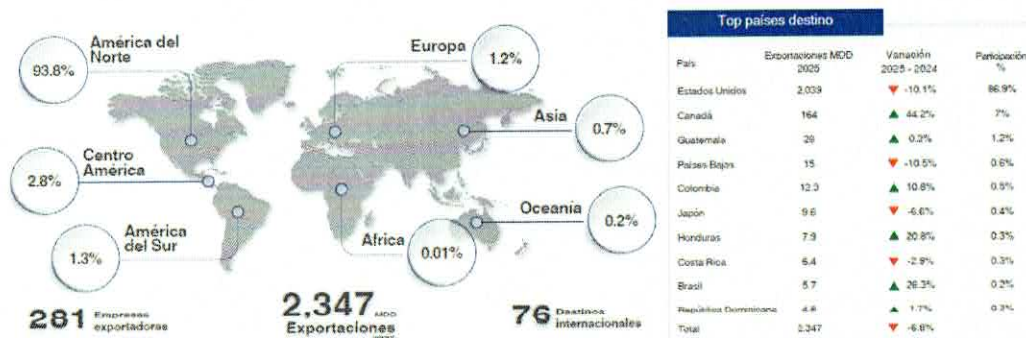 América del
Norte
93.8%
Europa
1.2%
Asia
0.7%
Centro
América
2.8%
Oceanía
0.2%
América
del Sur
1.3%
Africa
0.01%
281 Empresas
exportadoras
2,347 MDD
Exportaciones
76 Destinos
internacionales
Top países destino
País Exportaciones MDD Variación Participación
2025 2025 - 2024 %
Estados Unidos 2,039 ▼ -10.1% 86.9%
Canadá 164 ▲ 44.2% 7%
Guatemala ▲ 1.2%
Países Bajos 15 ▼ -10.5% 0.6%
Colombia 12.3 ▲ 10.8% 0.5%
Japón 9.6 ▼ -6.6% 0.4%
Honduras 7.9 ▲ 20.8% 0.3%
Costa Rica 6.4 ▼ -2.9% 0.3%
Brasil 5.7 ▲ 26.3% 0.2%
República Dominicana ▲ 1.7% 0.2%
Total 2,347 ▼ -6.8%